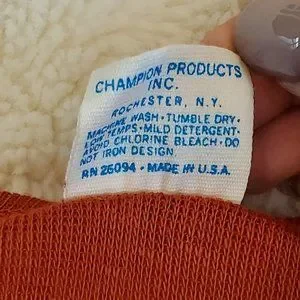 CHAMPION PRODUCTS
INC.
ROCHESTER, N.Y.
MACHINE WASH · TUMBLE DRY ·
LOW TEMPS · MILD DETERGENT ·
AVOID CHLORINE BLEACH · DO
NOT IRON DESIGN
RN 26094 · MADE IN U.S.A.